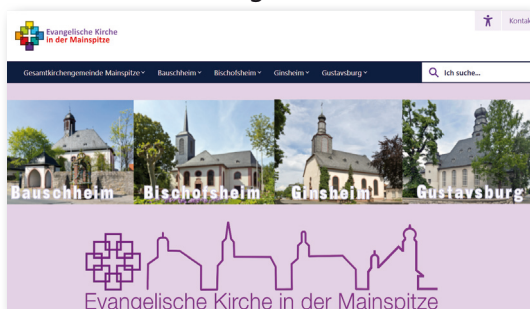 Evangelische Kirche
in der Mainspitze
Kontak
Gesamtkirchengemeinde Mainspitze Bauschheim Bischofsheim Ginsheim Gustavsburg
Ich suche...
Bauschheim Bischofsheim Ginsheim Gustavsburg
Evangelische Kirche in der Mainspitze